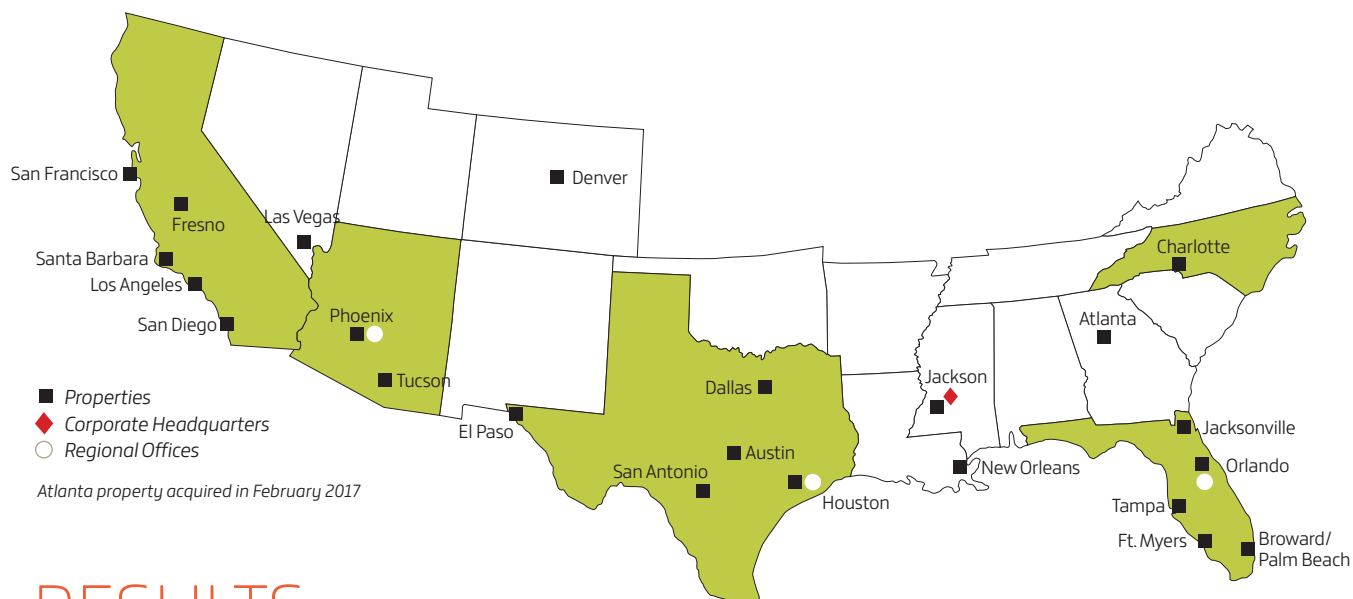 San Francisco
Fresno
Las Vegas
Denver
Santa Barbara
Los Angeles
San Diego
Phoenix
Tucson
El Paso
Dallas
Austin
San Antonio
Houston
Jackson
New Orleans
Charlotte
Atlanta
Jacksonville
Orlando
Tampa
Ft. Myers
Broward/
Palm Beach
Properties
Corporate Headquarters
Regional Offices
Atlanta property acquired in February 2017
RESULTS